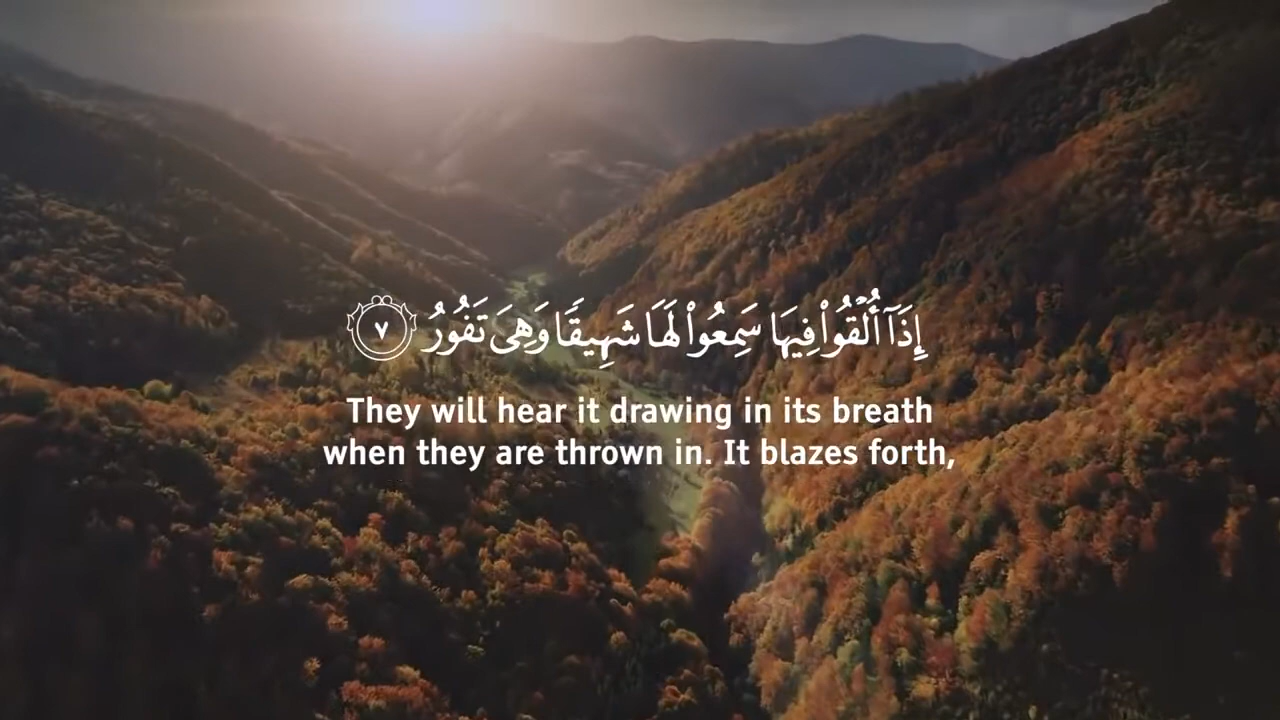 إِذَآ أُلۡقُواْ فِيهَا سَمِعُواْ لَهَا شَهِيقٗا وَهِيَ تَفُورُ ٧
They will hear it drawing in its breath
when they are thrown in. It blazes forth,